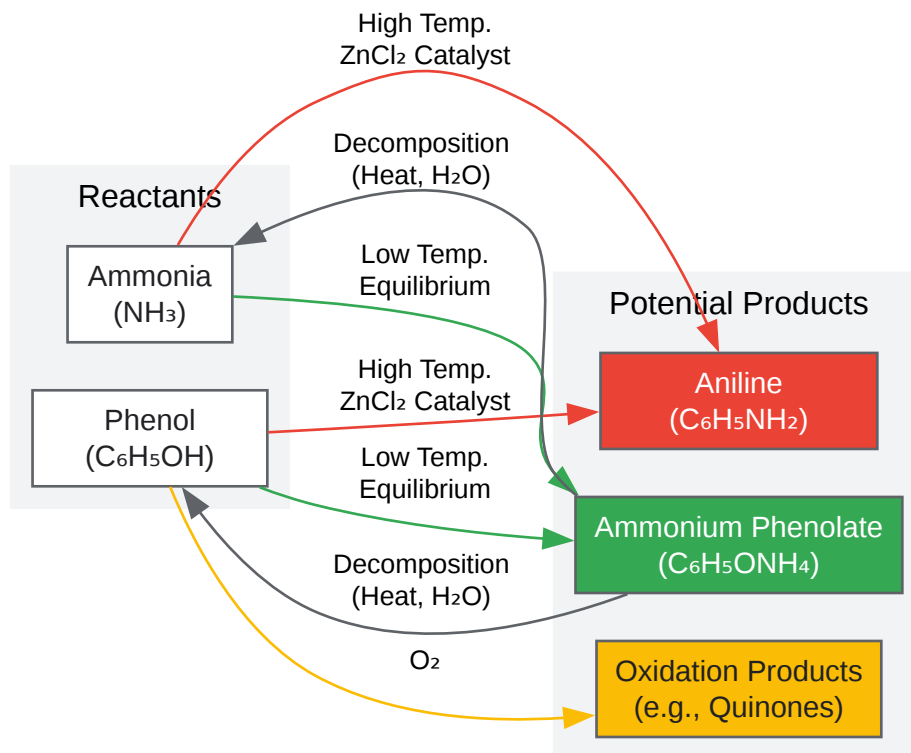 High Temp.
ZnCl₂ Catalyst
Decomposition
(Heat, H₂O)
Reactants
Ammonia
(NH₃)
Low Temp.
Equilibrium
Potential Products
High Temp.
ZnCl₂ Catalyst
Aniline
(C₆H₅NH₂)
Phenol
(C₆H₅OH)
Low Temp.
Equilibrium
Ammonium Phenolate
(C₆H₅ONH₄)
Decomposition
(Heat, H₂O)
O₂
Oxidation Products
(e.g., Quinones)